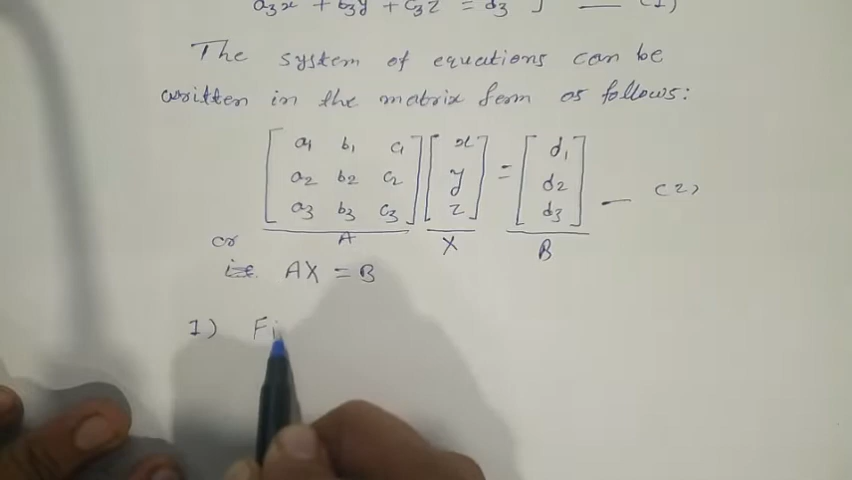 a3x + b3y + c3z = d3 ] — (1)
The system of equations can be
written in the matrix form as follows:
[ a1 b1 c1 ] [ x ] = [ d1 ]
[ a2 b2 c2 ] [ y ] = [ d2 ] — (2)
[ a3 b3 c3 ] [ z ] [ d3 ]
or A X B
i.e. AX = B
1) Fi